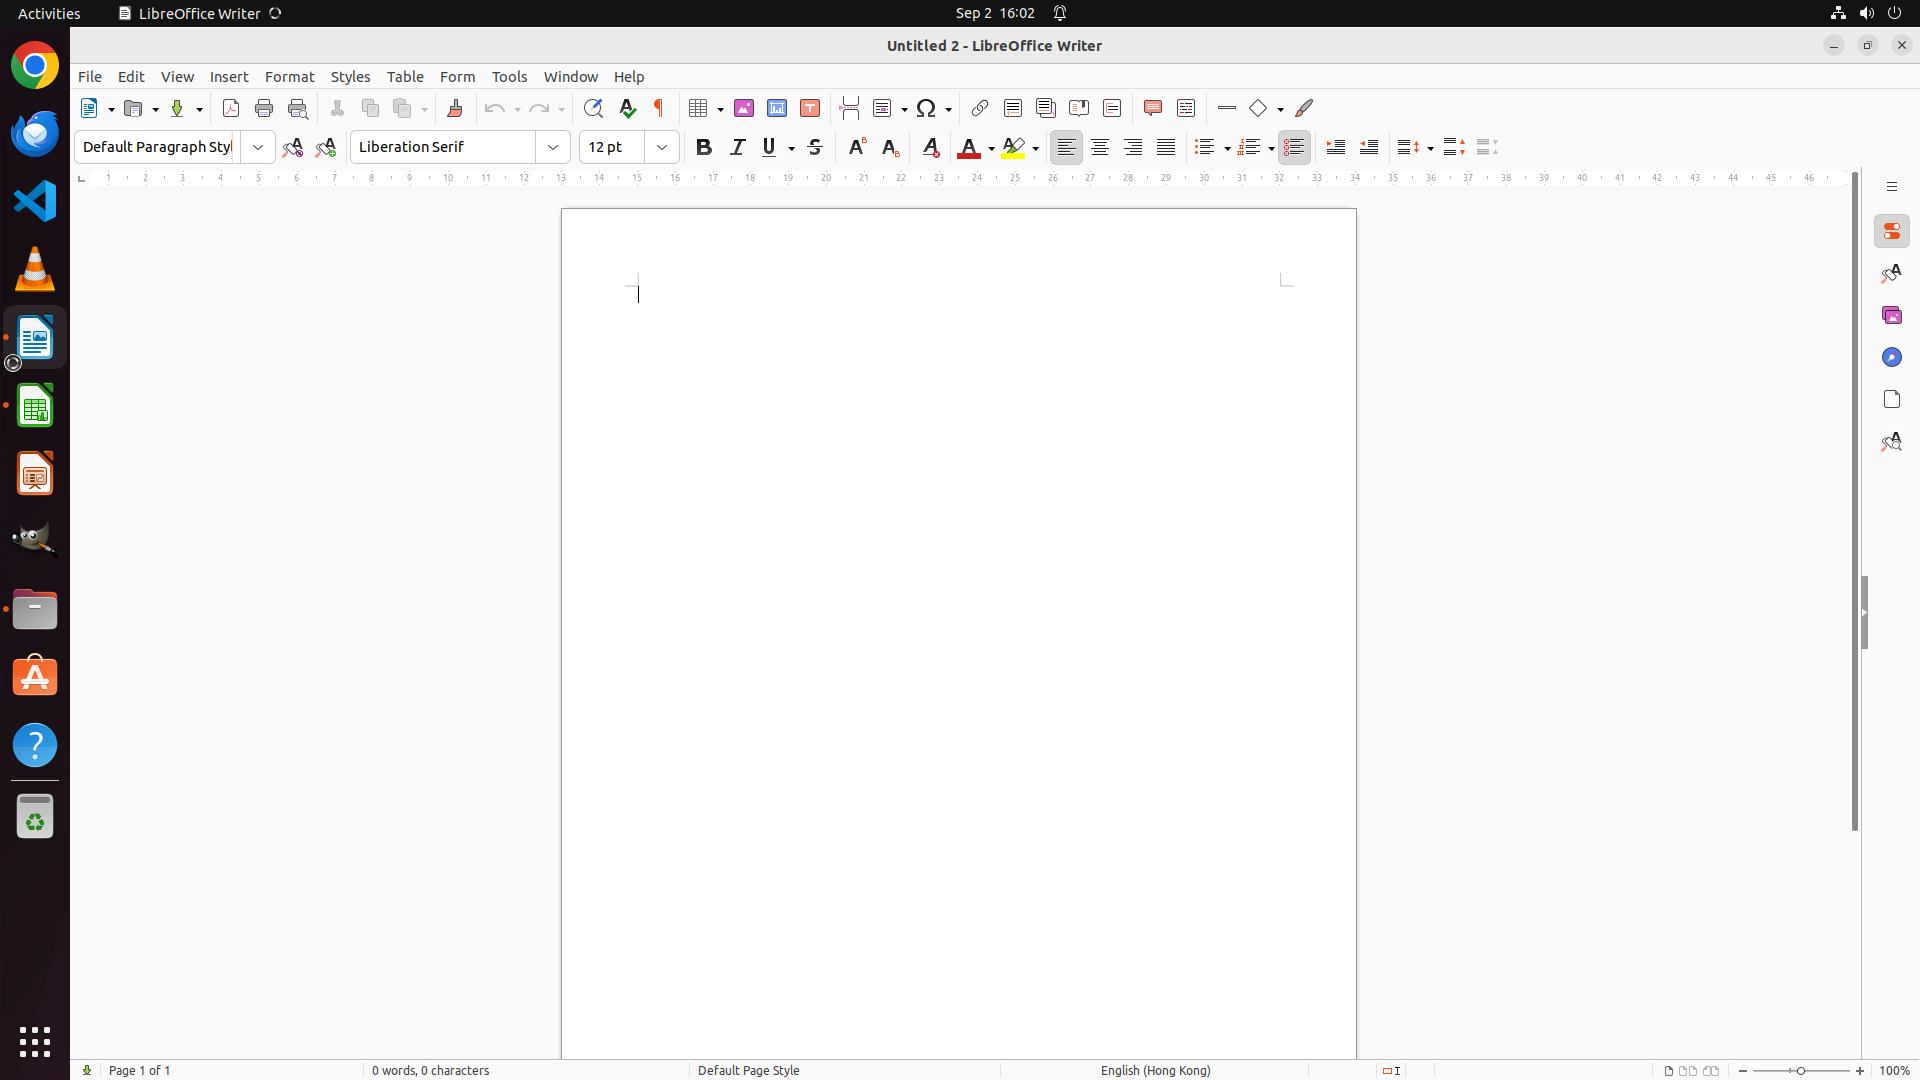 Activities
LibreOffice Writer
Sep 2 16:02
Untitled 2 - LibreOffice Writer
File Edit View Insert Format Styles Table Form Tools Window Help
Default Paragraph Styl
Liberation Serif
12 pt
1 2 3 4 5 6 7 8 9 10 11 12 13 14 15 16 17 18 19 20 21 22 23 24 25 26 27 28 29 30 31 32 33 34 35 36 37 38 39 40 41 42 43 44 45 46
Page 1 of 1
0 words, 0 characters
Default Page Style
English (Hong Kong)
100%